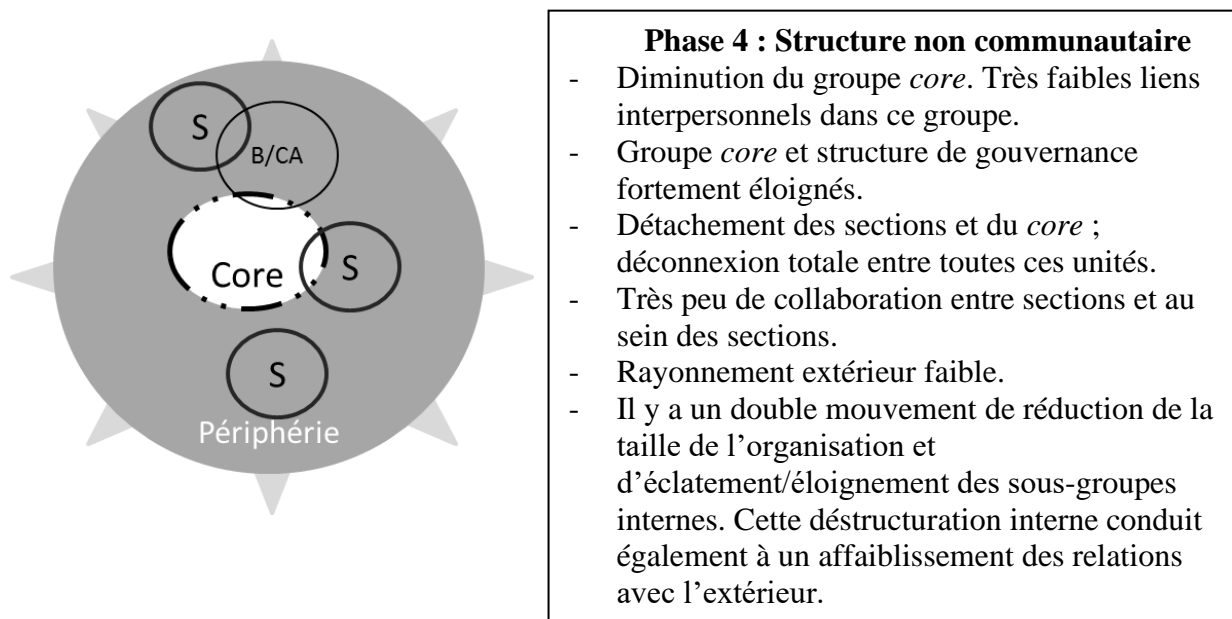 S
B/CA
Core
S
S
Périphérie
Phase 4 : Structure non communautaire
- Diminution du groupe core. Très faibles liens
interpersonnels dans ce groupe.
- Groupe core et structure de gouvernance
fortement éloignés.
- Détachement des sections et du core ;
déconnexion totale entre toutes ces unités.
- Très peu de collaboration entre sections et au
sein des sections.
- Rayonnement extérieur faible.
- Il y a un double mouvement de réduction de la
taille de l’organisation et
d’éclatement/éloignement des sous-groupes
internes. Cette déstructuration interne conduit
également à un affaiblissement des relations
avec l’extérieur.